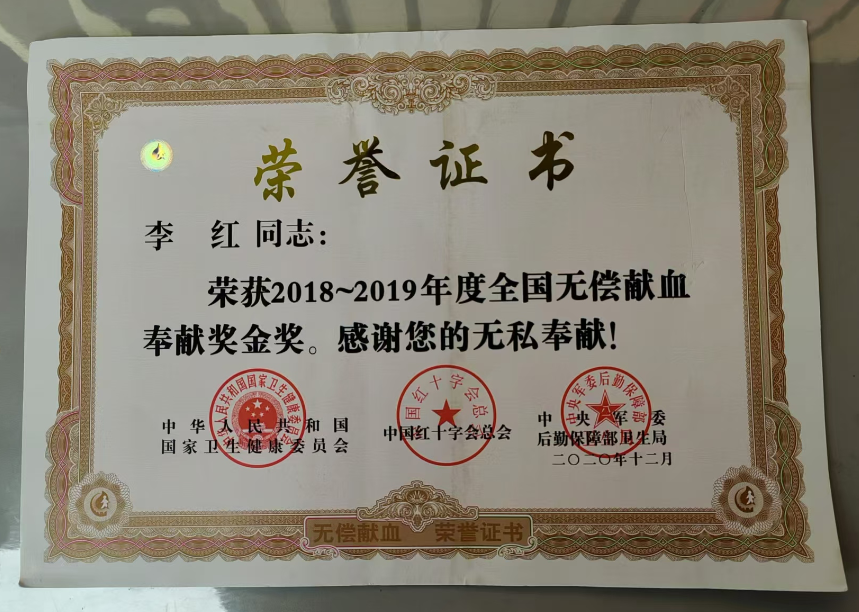 荣誉证书
李 红 同志：
荣获2018~2019年度全国无偿献血
奉献奖金奖。感谢您的无私奉献！
中华人民共和国
国家卫生健康委员会
中国红十字会总会
中央军委
后勤保障部卫生局
二〇二〇年十二月
无偿献血 荣誉证书